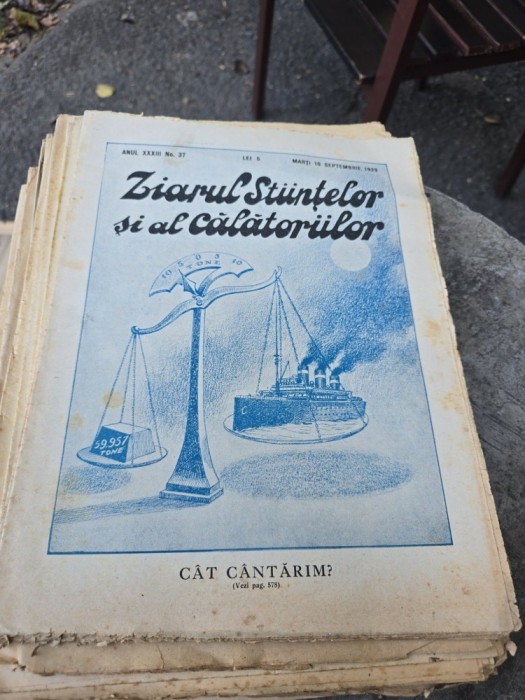 ANUL XXXIII No. 37
LEI 5
MARȚI 10 SEPTEMBRIE 1929
Ziarul Științelor
și al Călătoriilor
10 5 0 5 10
TONE
59.957
TONE
CÂT CÂNTĂRIM?
(Vezi pag. 578)